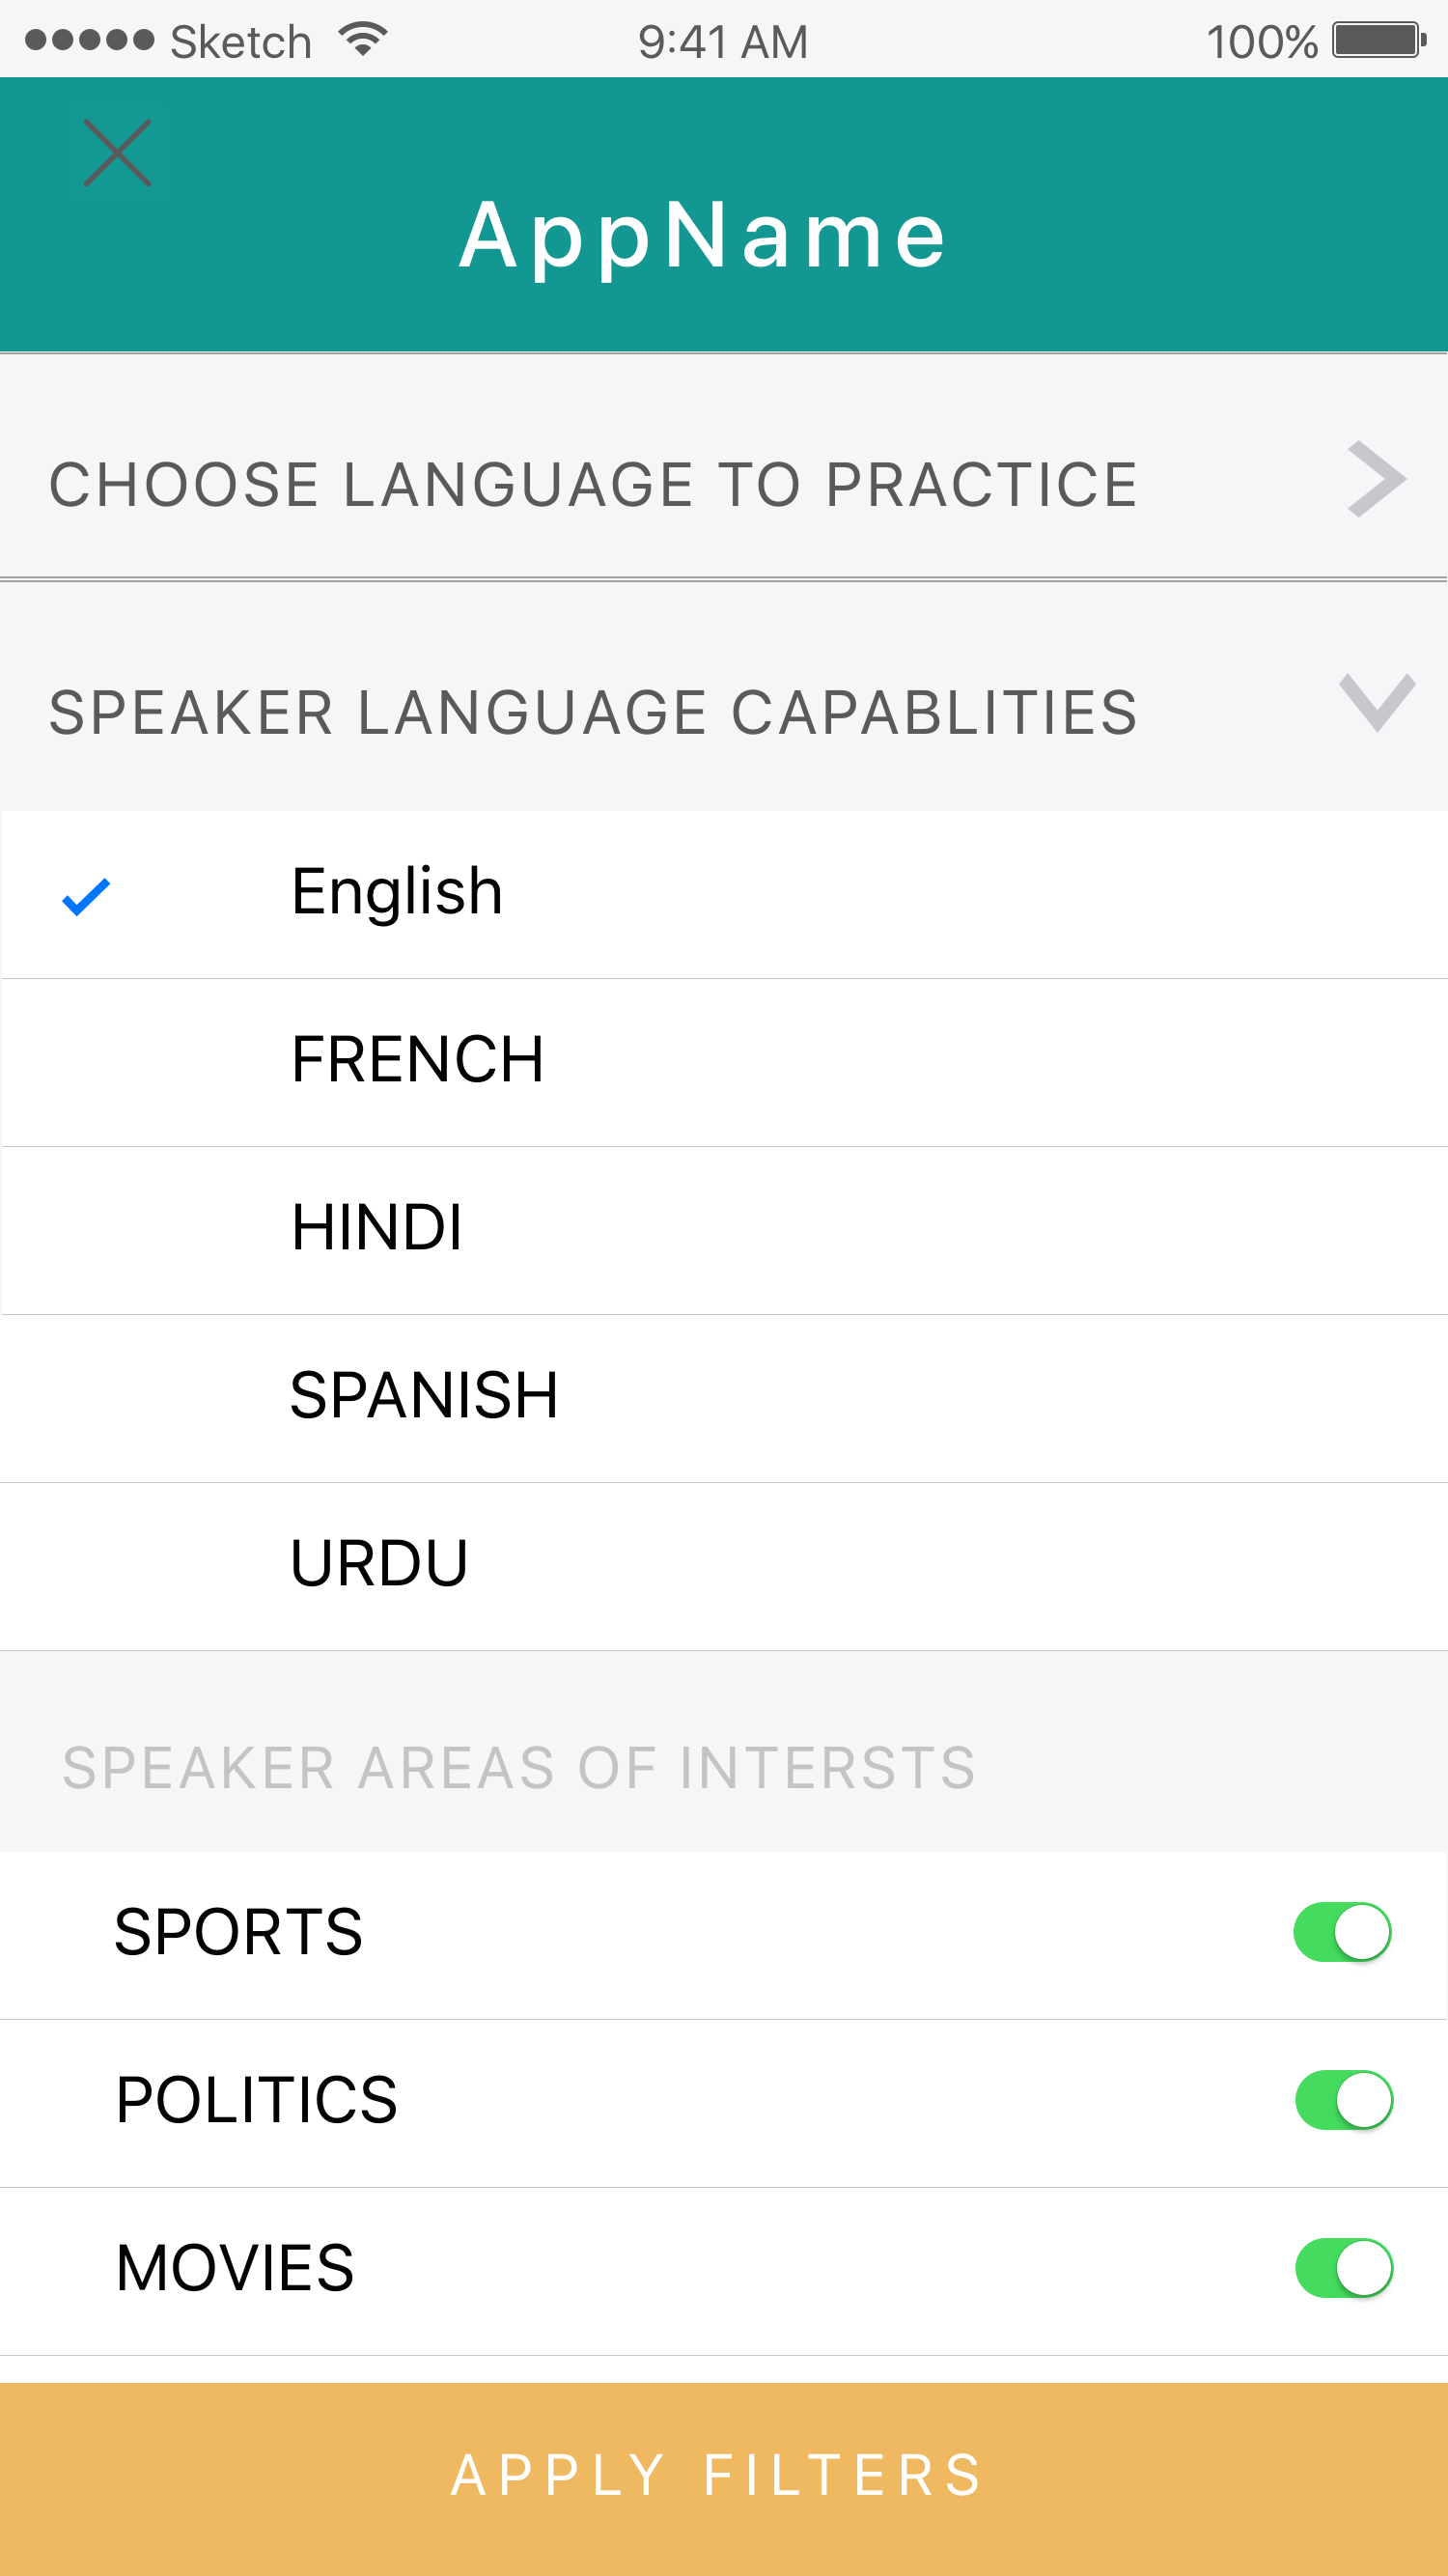 Sketch 9:41 AM 100%
AppName
CHOOSE LANGUAGE TO PRACTICE
SPEAKER LANGUAGE CAPABLITIES
English
FRENCH
HINDI
SPANISH
URDU
SPEAKER AREAS OF INTERSTS
SPORTS
POLITICS
MOVIES
APPLY FILTERS